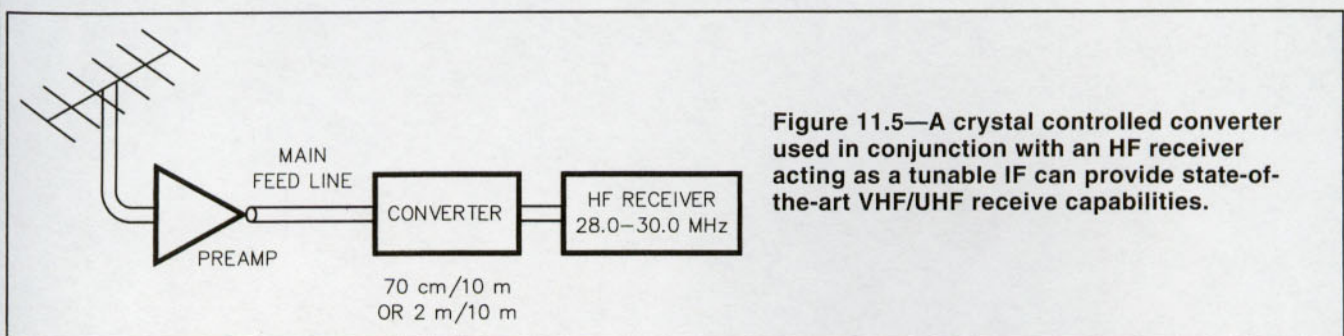 MAIN
FEED LINE
PREAMP
CONVERTER
70 cm/10 m
OR 2 m/10 m
HF RECEIVER
28.0–30.0 MHz
Figure 11.5—A crystal controlled converter
used in conjunction with an HF receiver
acting as a tunable IF can provide state-of-
the-art VHF/UHF receive capabilities.